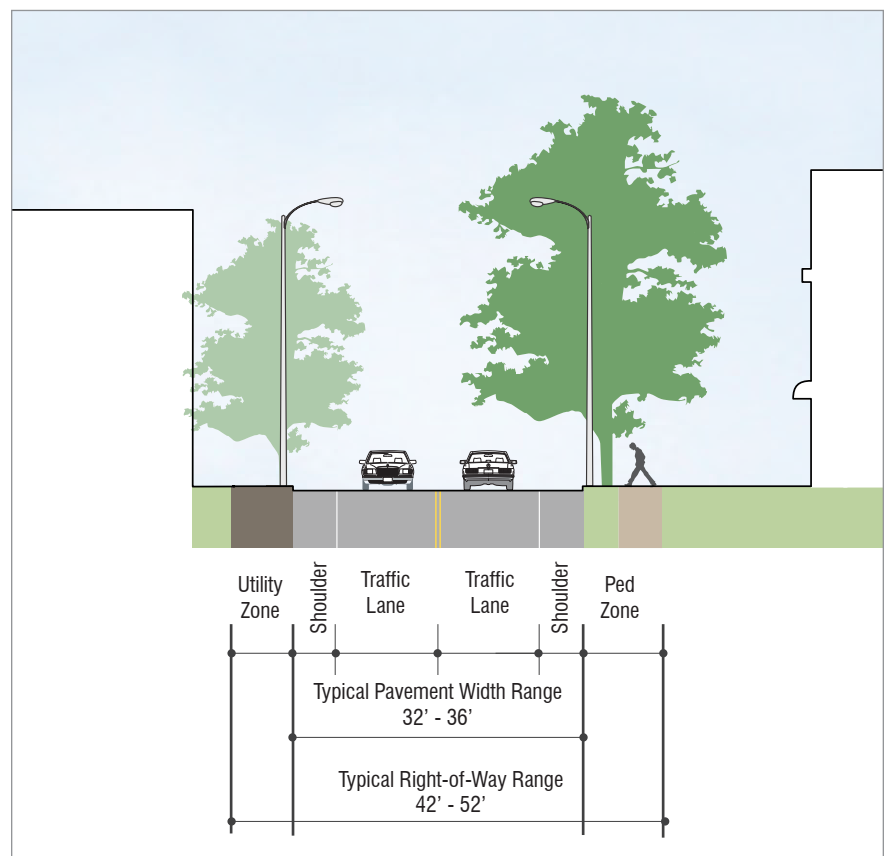 Utility
Zone
Shoulder
Traffic
Lane
Traffic
Lane
Shoulder
Ped
Zone
Typical Pavement Width Range
32’ - 36’
Typical Right-of-Way Range
42’ - 52’